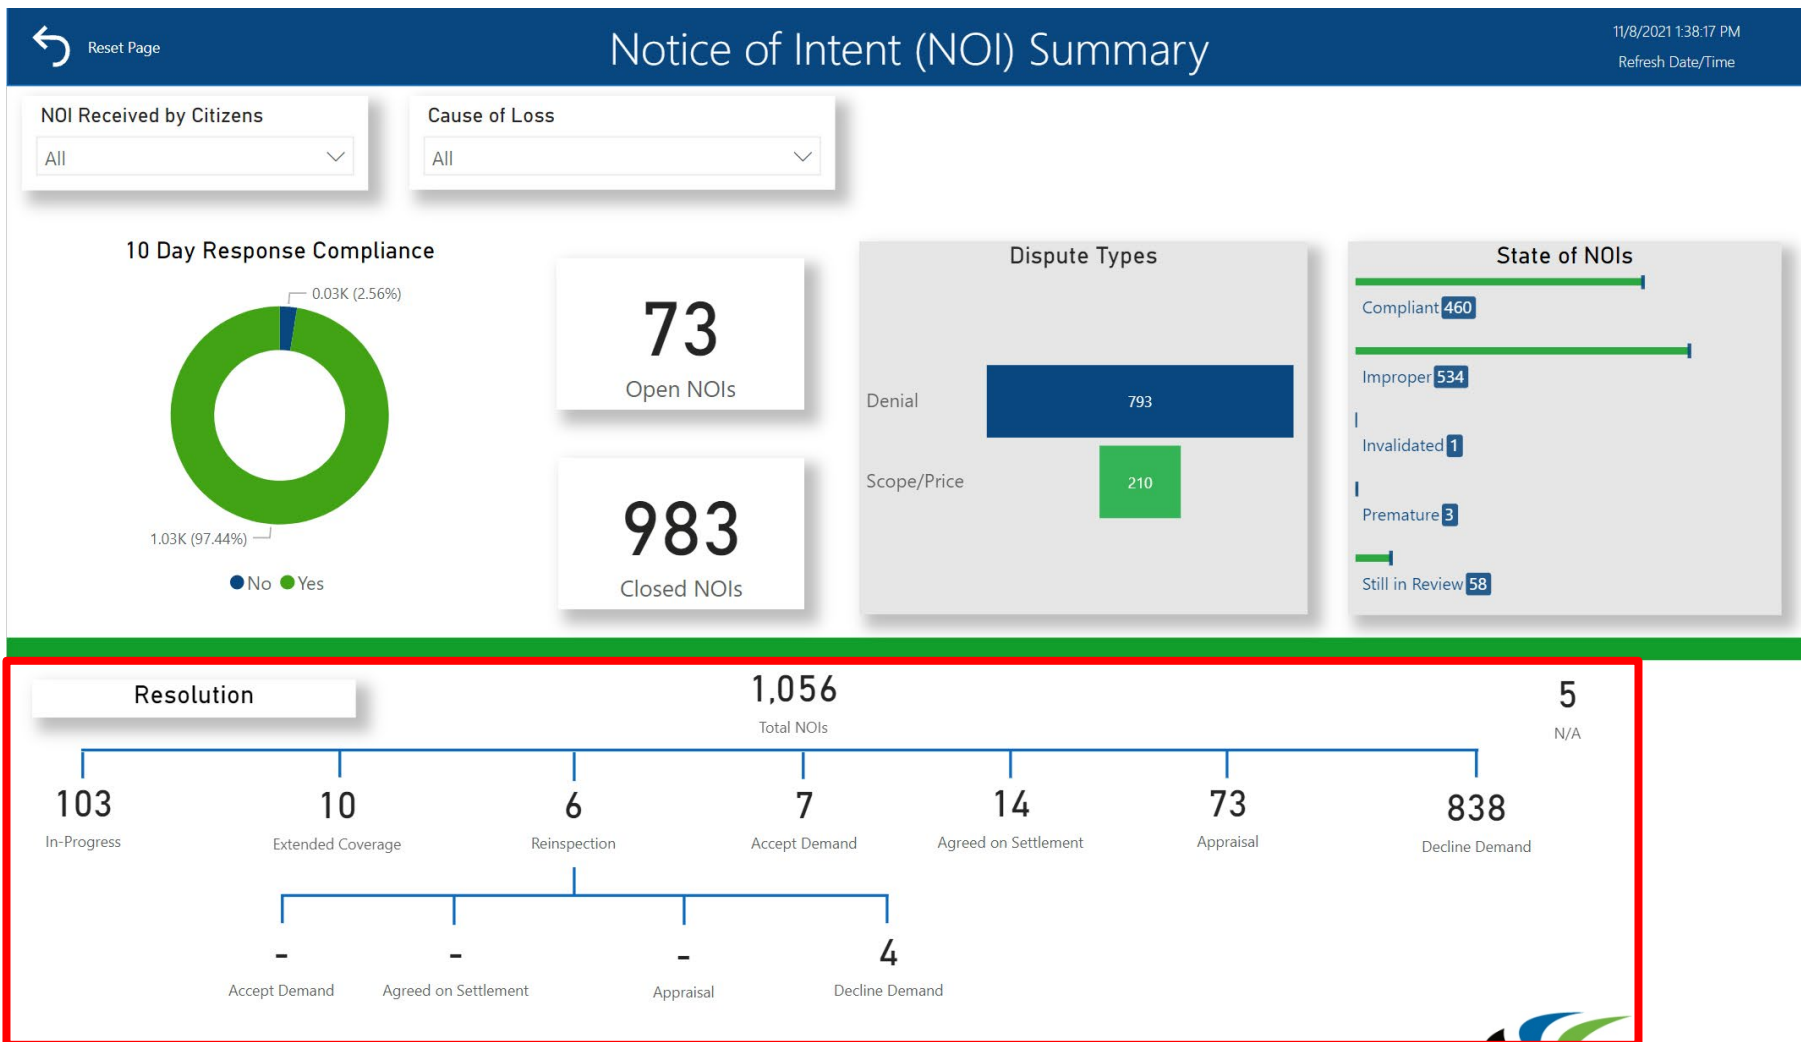 Reset Page
Notice of Intent (NOI) Summary
11/8/2021 1:38:17 PM
Refresh Date/Time
NOI Received by Citizens
All
Cause of Loss
All
10 Day Response Compliance
0.03K (2.56%)
1.03K (97.44%)
No Yes
73
Open NOIs
983
Closed NOIs
Dispute Types
Denial 793
Scope/Price 210
State of NOIs
Compliant 460
Improper 534
Invalidated 1
Premature 3
Still in Review 58
Resolution
1,056
Total NOIs
5
N/A
103
In-Progress
10
Extended Coverage
6
Reinspection
7
Accept Demand
14
Agreed on Settlement
73
Appraisal
838
Decline Demand
-
Accept Demand
-
Agreed on Settlement
-
Appraisal
4
Decline Demand